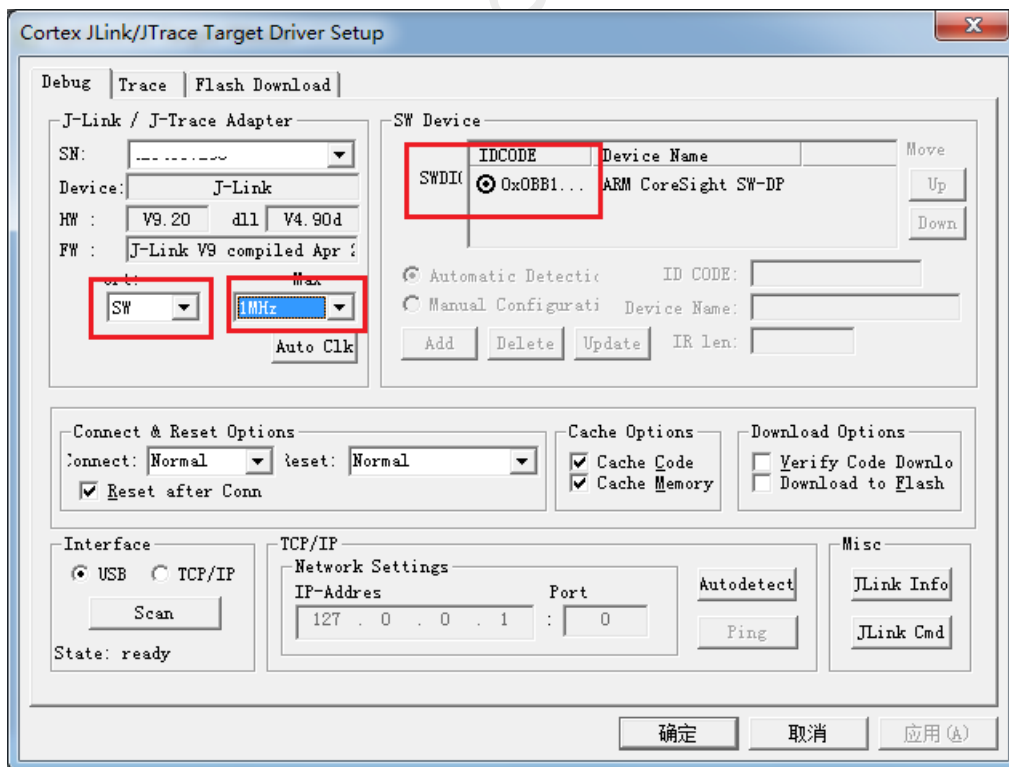 Cortex JLink/JTrace Target Driver Setup
Debug Trace Flash Download
J-Link / J-Trace Adapter
SN:
Device: J-Link
HW : V9.20 dll V4.90d
FW : J-Link V9 compiled Apr
Max
SW 1MHz
Auto Clk
SW Device
IDCODE Device Name
SWDI 0x0BB1... ARM CoreSight SW-DP
Move
Up
Down
Automatic Detectic ID CODE:
Manual Configurati Device Name:
Add Delete Update IR len:
Connect & Reset Options
onnect: Normal eset: Normal
Reset after Conn
Cache Options
Cache Code
Cache Memory
Download Options
Verify Code Downlo
Download to Flash
Interface
USB TCP/IP
Scan
State: ready
TCP/IP
Network Settings
IP-Addres Port
127 . 0 . 0 . 1 : 0
Autodetect
Ping
Misc
JLink Info
JLink Cmd
确定 取消 应用(A)